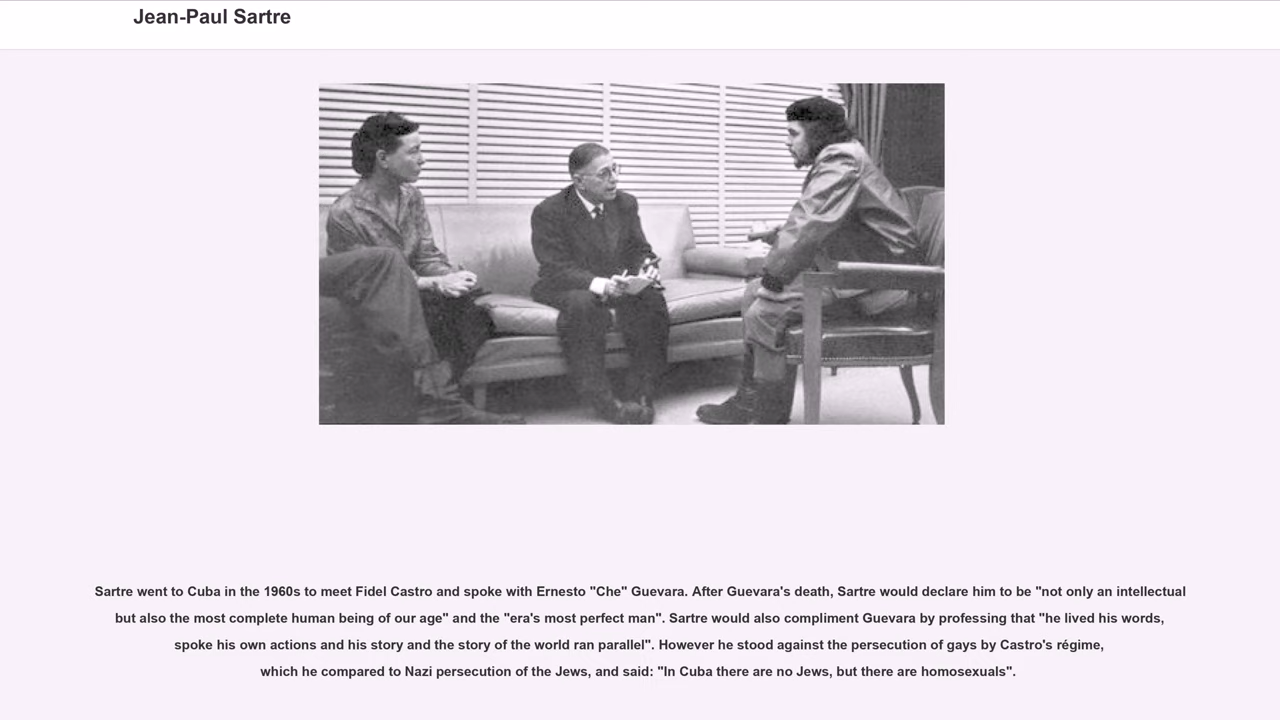 Jean-Paul Sartre
Sartre went to Cuba in the 1960s to meet Fidel Castro and spoke with Ernesto "Che" Guevara. After Guevara's death, Sartre would declare him to be "not only an intellectual
but also the most complete human being of our age" and the "era's most perfect man". Sartre would also compliment Guevara by professing that "he lived his words,
spoke his own actions and his story and the story of the world ran parallel". However he stood against the persecution of gays by Castro's régime,
which he compared to Nazi persecution of the Jews, and said: "In Cuba there are no Jews, but there are homosexuals".